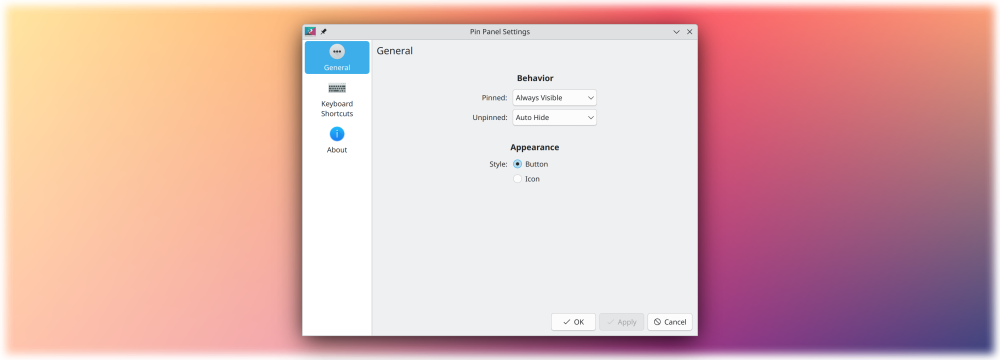 Pin Panel Settings
General
Keyboard
Shortcuts
About
General
Behavior
Pinned: Always Visible
Unpinned: Auto Hide
Appearance
Style: Button
Icon
OK Apply Cancel